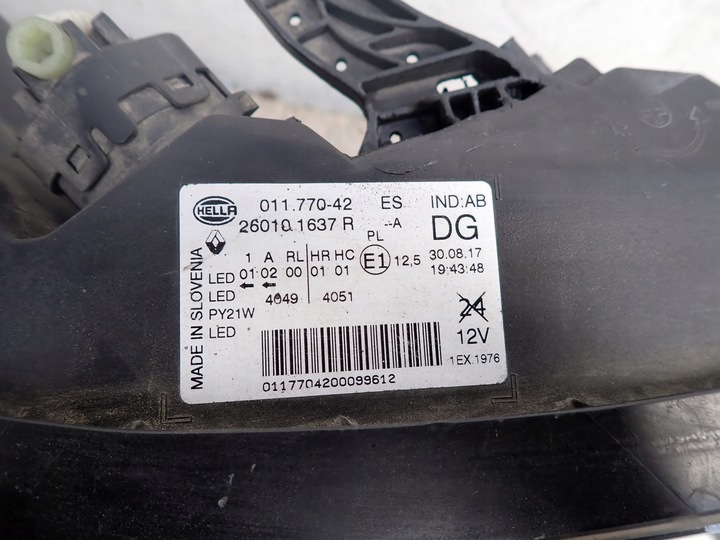 HELLA 011.770-42 ES IND:AB
26010 1637 R --A DG
PL
MADE IN SLOVENIA
1 A RL HR HC E1 12,5 30.08.17
LED 01 02 00 01 01 19:43:48
LED 4049 4051 24
PY21W
LED 12V
1EX.1976
0117704200099612